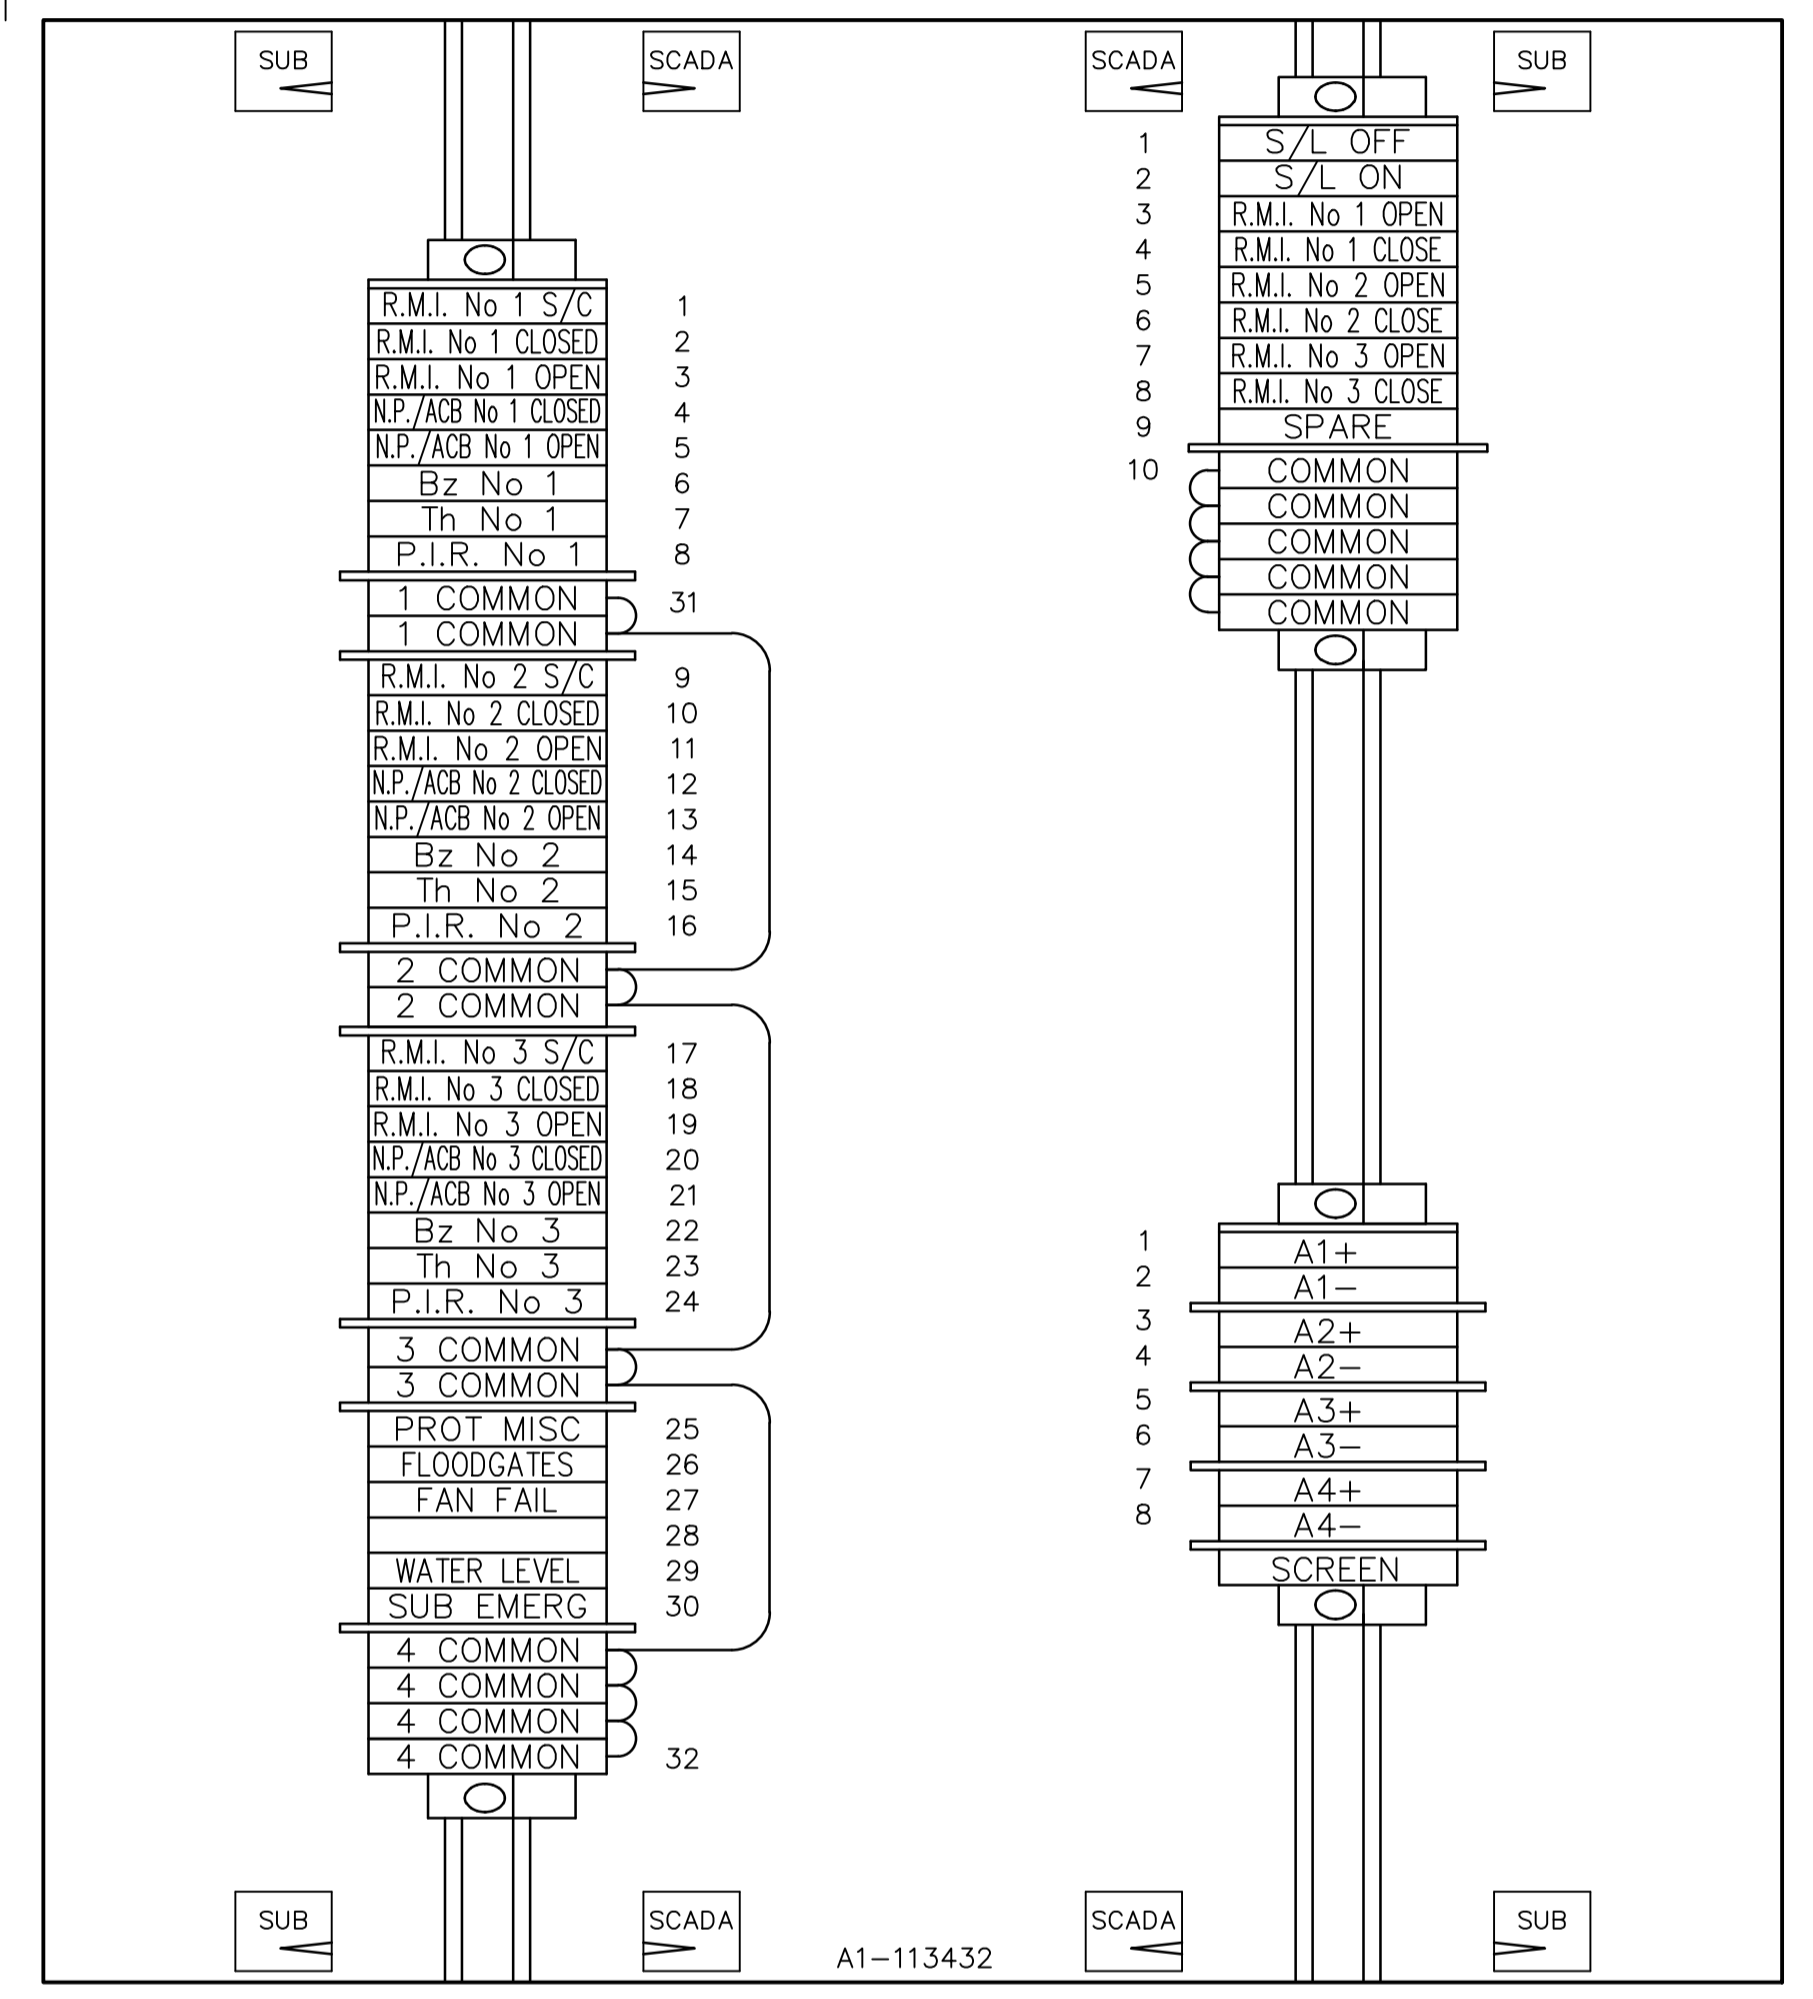 SUB
SCADA
SCADA
SUB
R.M.I. No 1 S/C 1
R.M.I. No 1 CLOSED 2
R.M.I. No 1 OPEN 3
N.P./ACB No 1 CLOSED 4
N.P./ACB No 1 OPEN 5
Bz No 1 6
Th No 1 7
P.I.R. No 1 8
1 COMMON 31
1 COMMON
R.M.I. No 2 S/C 9
R.M.I. No 2 CLOSED 10
R.M.I. No 2 OPEN 11
N.P./ACB No 2 CLOSED 12
N.P./ACB No 2 OPEN 13
Bz No 2 14
Th No 2 15
P.I.R. No 2 16
2 COMMON
2 COMMON
R.M.I. No 3 S/C 17
R.M.I. No 3 CLOSED 18
R.M.I. No 3 OPEN 19
N.P./ACB No 3 CLOSED 20
N.P./ACB No 3 OPEN 21
Bz No 3 22
Th No 3 23
P.I.R. No 3 24
3 COMMON
3 COMMON
PROT MISC 25
FLOODGATES 26
FAN FAIL 27
28
WATER LEVEL 29
SUB EMERG 30
4 COMMON
4 COMMON
4 COMMON
4 COMMON 32
1 S/L OFF
2 S/L ON
3 R.M.I. No 1 OPEN
4 R.M.I. No 1 CLOSE
5 R.M.I. No 2 OPEN
6 R.M.I. No 2 CLOSE
7 R.M.I. No 3 OPEN
8 R.M.I. No 3 CLOSE
9 SPARE
10 COMMON
COMMON
COMMON
COMMON
COMMON
1 A1+
2 A1-
3 A2+
4 A2-
5 A3+
6 A3-
7 A4+
8 A4-
SCREEN
SUB
SCADA
A1-113432
SCADA
SUB